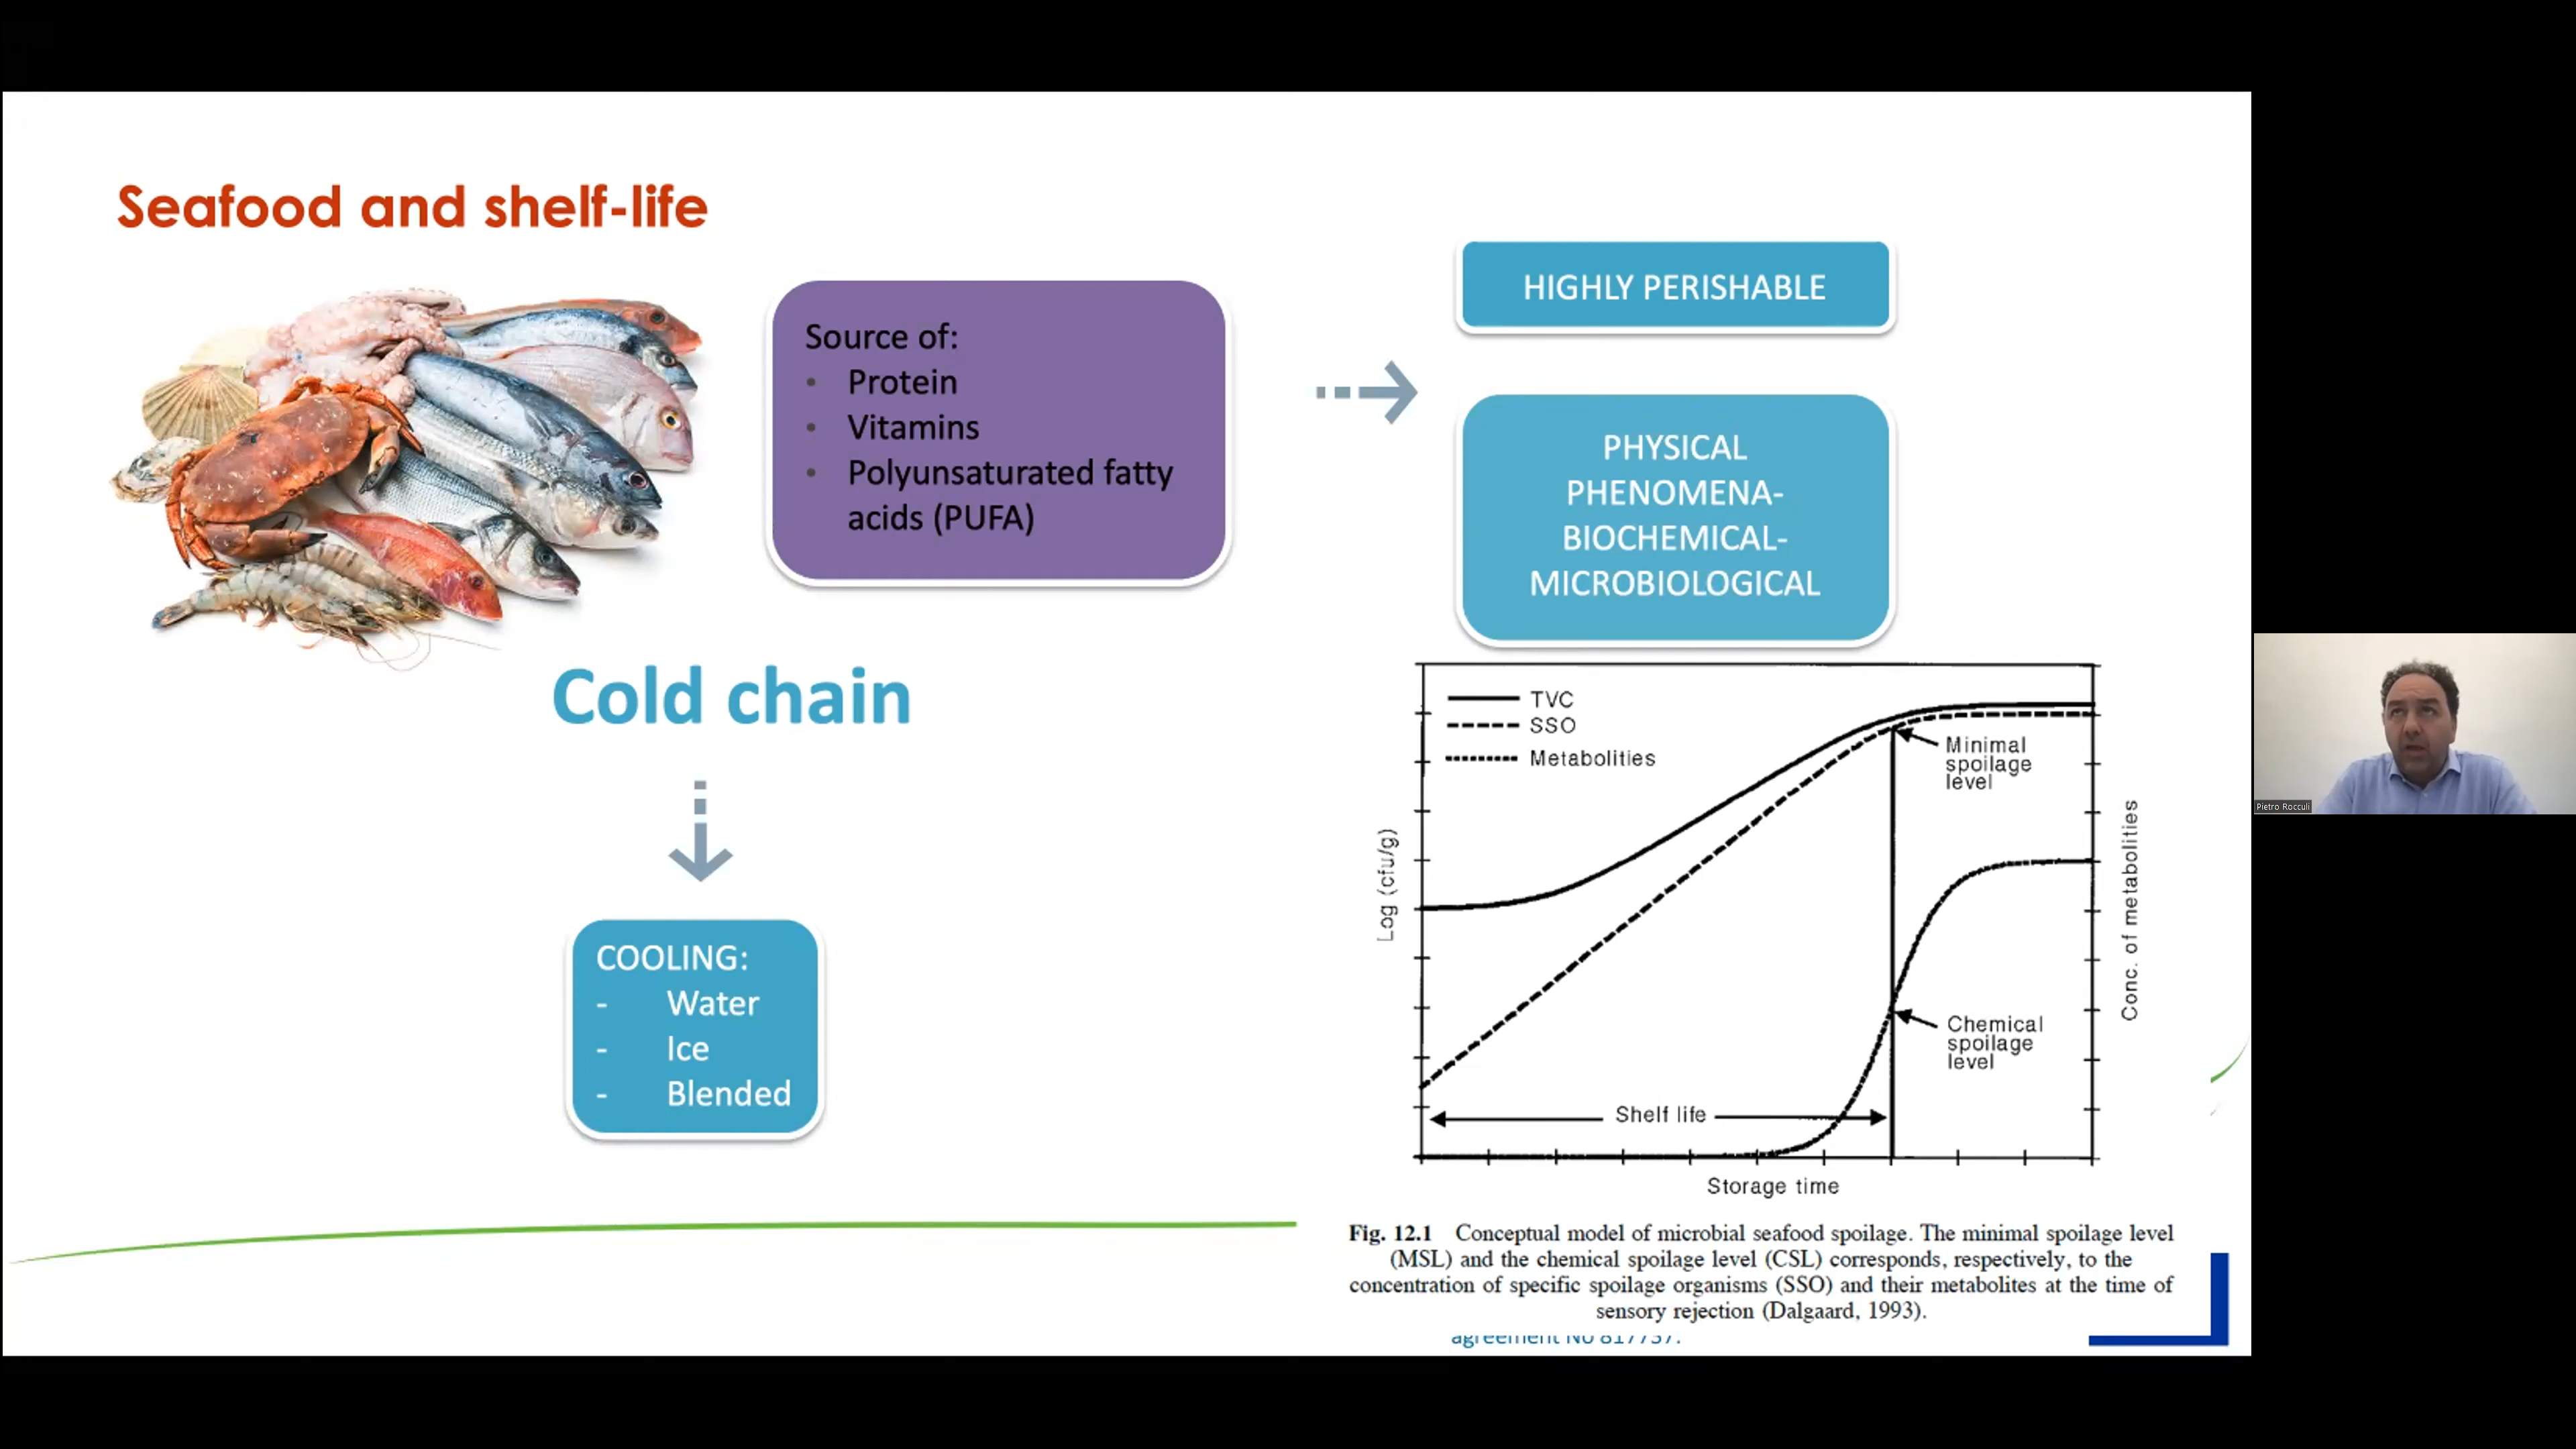 Seafood and shelf-life
Source of:
• Protein
• Vitamins
• Polyunsaturated fatty
acids (PUFA)
HIGHLY PERISHABLE
PHYSICAL
PHENOMENA-
BIOCHEMICAL-
MICROBIOLOGICAL
Cold chain
COOLING:
- Water
- Ice
- Blended
TVC
SSO
Metabolities
Minimal
spoilage
level
Log (cfu/g)
Conc. of metabolities
Chemical
spoilage
level
Shelf life
Storage time
Fig. 12.1 Conceptual model of microbial seafood spoilage. The minimal spoilage level
(MSL) and the chemical spoilage level (CSL) corresponds, respectively, to the
concentration of specific spoilage organisms (SSO) and their metabolites at the time of
sensory rejection (Dalgaard, 1993).
agreement No 817737.
Pietro Rocculi